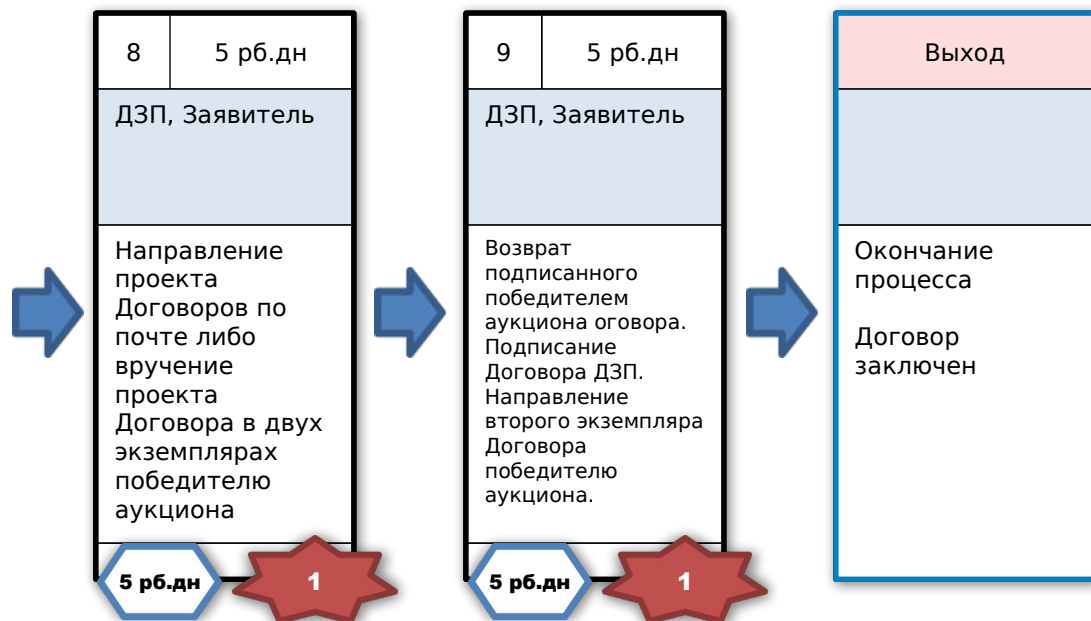 8
5 рб.дн
ДЗП, Заявитель
Направление
проекта
Договоров по
почте либо
вручение
проекта
Договора в двух
экземплярах
победителю
аукциона
5 рб.дн
1
9
5 рб.дн
ДЗП, Заявитель
Возврат
подписанного
победителем
аукциона оговора.
Подписание
Договора ДЗП.
Направление
второго экземпляра
Договора
победителю
аукциона.
5 рб.дн
1
Выход
Окончание
процесса
Договор
заключен